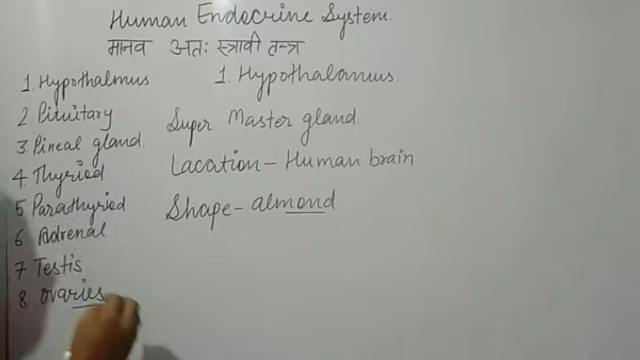 Human Endocrine System.
मानव अतः स्त्रावी तन्त्र
1. Hypothalmus
2 Pituitary
3. Pineal gland.
4. Thyried
5. Parathyried
6. Adrenal
7 Testis
8 Ovaries
1. Hypothalamus.
Super Master gland.
Lacation - Human brain
Shape - almond.